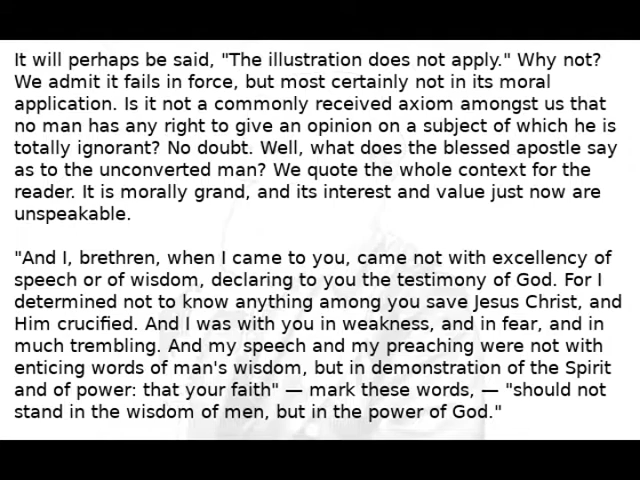 It will perhaps be said, "The illustration does not apply." Why not?
We admit it fails in force, but most certainly not in its moral
application. Is it not a commonly received axiom amongst us that
no man has any right to give an opinion on a subject of which he is
totally ignorant? No doubt. Well, what does the blessed apostle say
as to the unconverted man? We quote the whole context for the
reader. It is morally grand, and its interest and value just now are
unspeakable.
"And I, brethren, when I came to you, came not with excellency of
speech or of wisdom, declaring to you the testimony of God. For I
determined not to know anything among you save Jesus Christ, and
Him crucified. And I was with you in weakness, and in fear, and in
much trembling. And my speech and my preaching were not with
enticing words of man's wisdom, but in demonstration of the Spirit
and of power: that your faith" — mark these words, — "should not
stand in the wisdom of men, but in the power of God."